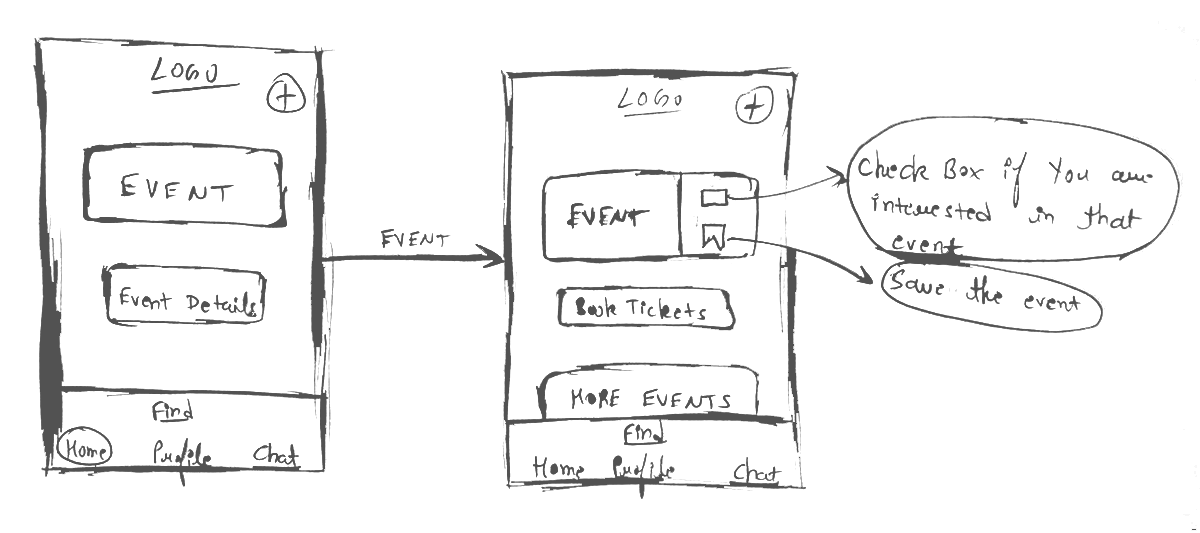 LOGO
+
EVENT
Event Details
Find
Home Profile Chat
EVENT
LOGO
+
EVENT
Book Tickets
MORE EVENTS
Find
Home Profile Chat
Check Box if You are
interested in that
event
Save the event